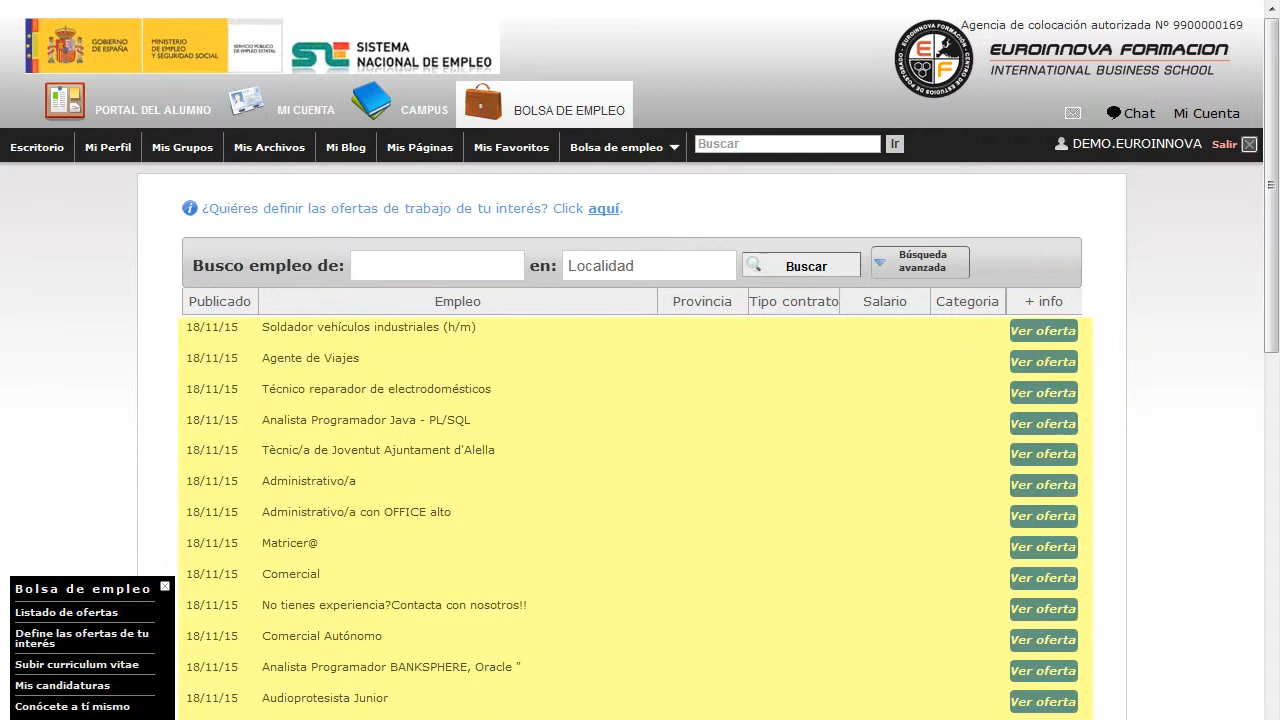 GOBIERNO DE ESPAÑA
MINISTERIO DE EMPLEO Y SEGURIDAD SOCIAL
SERVICIO PÚBLICO DE EMPLEO ESTATAL
SISTEMA NACIONAL DE EMPLEO
Agencia de colocación autorizada Nº 9900000169
EUROINNOVA FORMACION
INTERNATIONAL BUSINESS SCHOOL
PORTAL DEL ALUMNO MI CUENTA CAMPUS BOLSA DE EMPLEO
Chat Mi Cuenta
Escritorio Mi Perfil Mis Grupos Mis Archivos Mi Blog Mis Páginas Mis Favoritos Bolsa de empleo Buscar Ir DEMO.EUROINNOVA Salir
¿Quiéres definir las ofertas de trabajo de tu interés? Click aquí.
Busco empleo de: en: Localidad Buscar Búsqueda avanzada
Publicado Empleo Provincia Tipo contrato Salario Categoria + info
18/11/15 Soldador vehículos industriales (h/m) Ver oferta
18/11/15 Agente de Viajes Ver oferta
18/11/15 Técnico reparador de electrodomésticos Ver oferta
18/11/15 Analista Programador Java - PL/SQL Ver oferta
18/11/15 Tècnic/a de Joventut Ajuntament d'Alella Ver oferta
18/11/15 Administrativo/a Ver oferta
18/11/15 Administrativo/a con OFFICE alto Ver oferta
18/11/15 Matricer@ Ver oferta
18/11/15 Comercial Ver oferta
18/11/15 No tienes experiencia?Contacta con nosotros!! Ver oferta
18/11/15 Comercial Autónomo Ver oferta
18/11/15 Analista Programador BANKSPHERE, Oracle " Ver oferta
18/11/15 Audioprotesista Junior Ver oferta
Bolsa de empleo
Listado de ofertas
Define las ofertas de tu
interés
Subir curriculum vitae
Mis candidaturas
Conócete a tí mismo